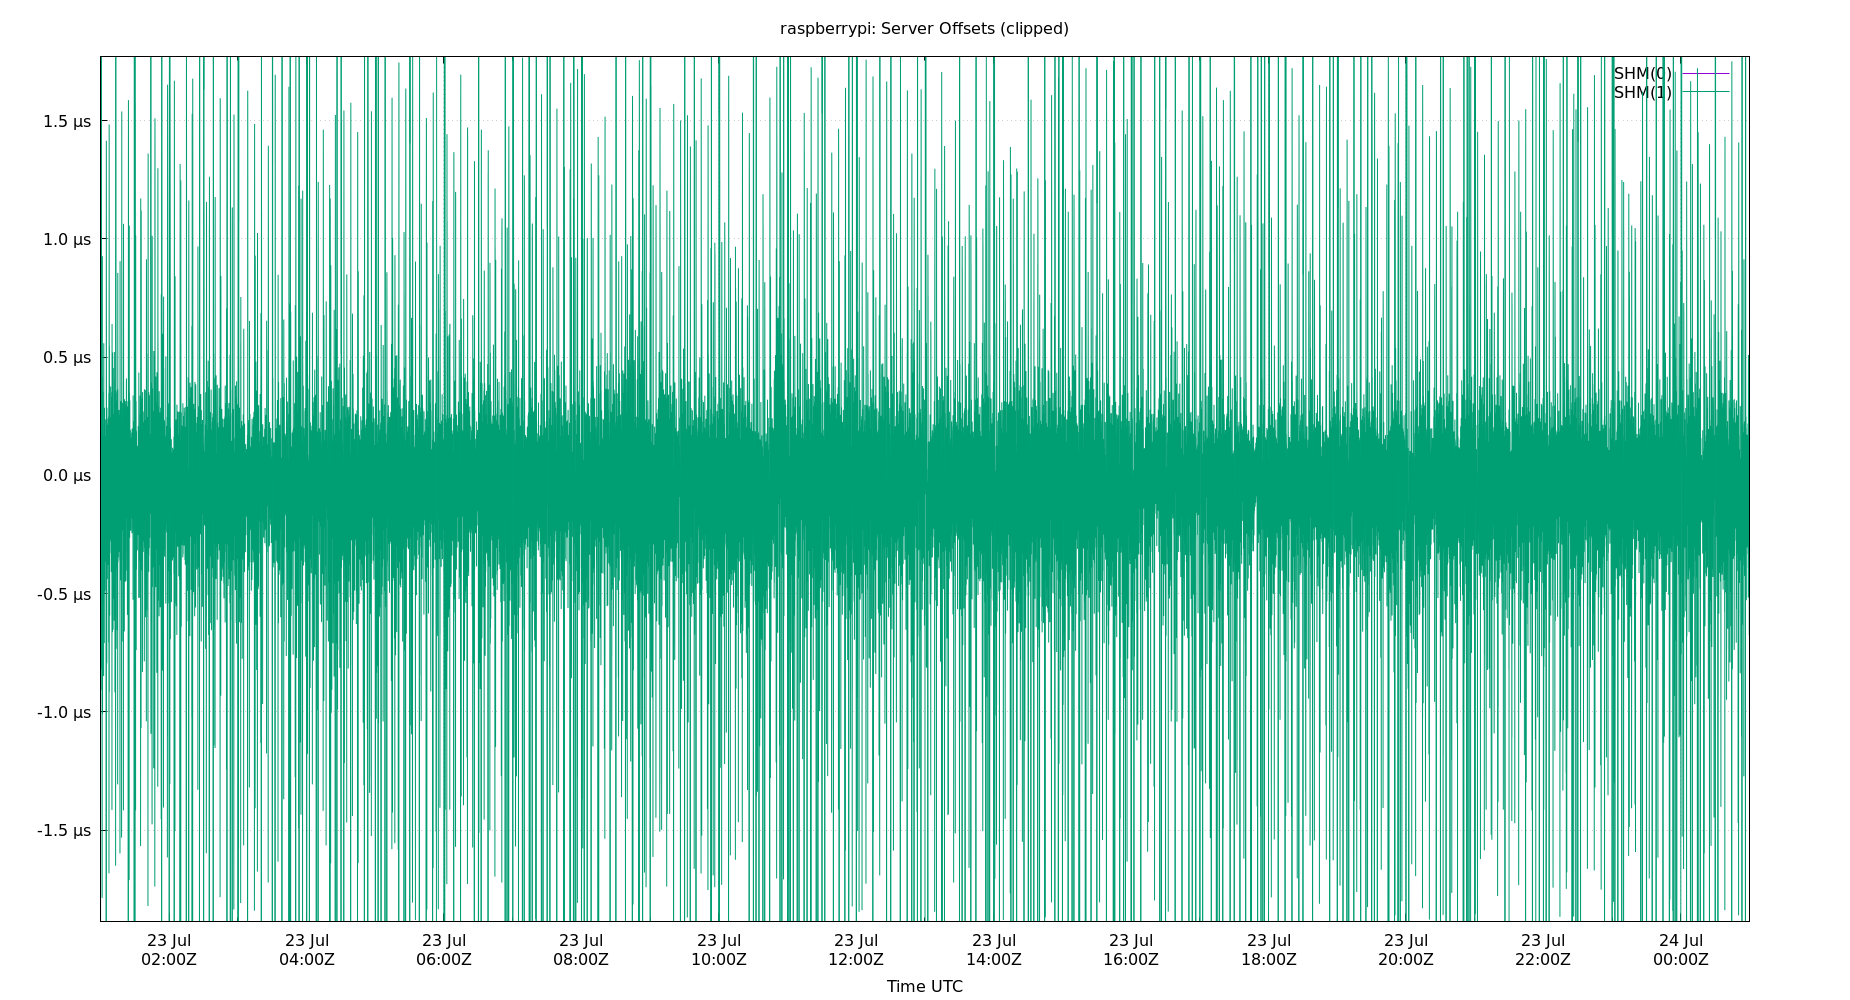 raspberrypi: Server Offsets (clipped)
SHM(0)
SHM(1)
1.5 µs
1.0 µs
0.5 µs
0.0 µs
-0.5 µs
-1.0 µs
-1.5 µs
23 Jul 23 Jul 23 Jul 23 Jul 23 Jul 23 Jul 23 Jul 23 Jul 23 Jul 23 Jul 23 Jul 24 Jul
02:00Z 04:00Z 06:00Z 08:00Z 10:00Z 12:00Z 14:00Z 16:00Z 18:00Z 20:00Z 22:00Z 00:00Z
Time UTC